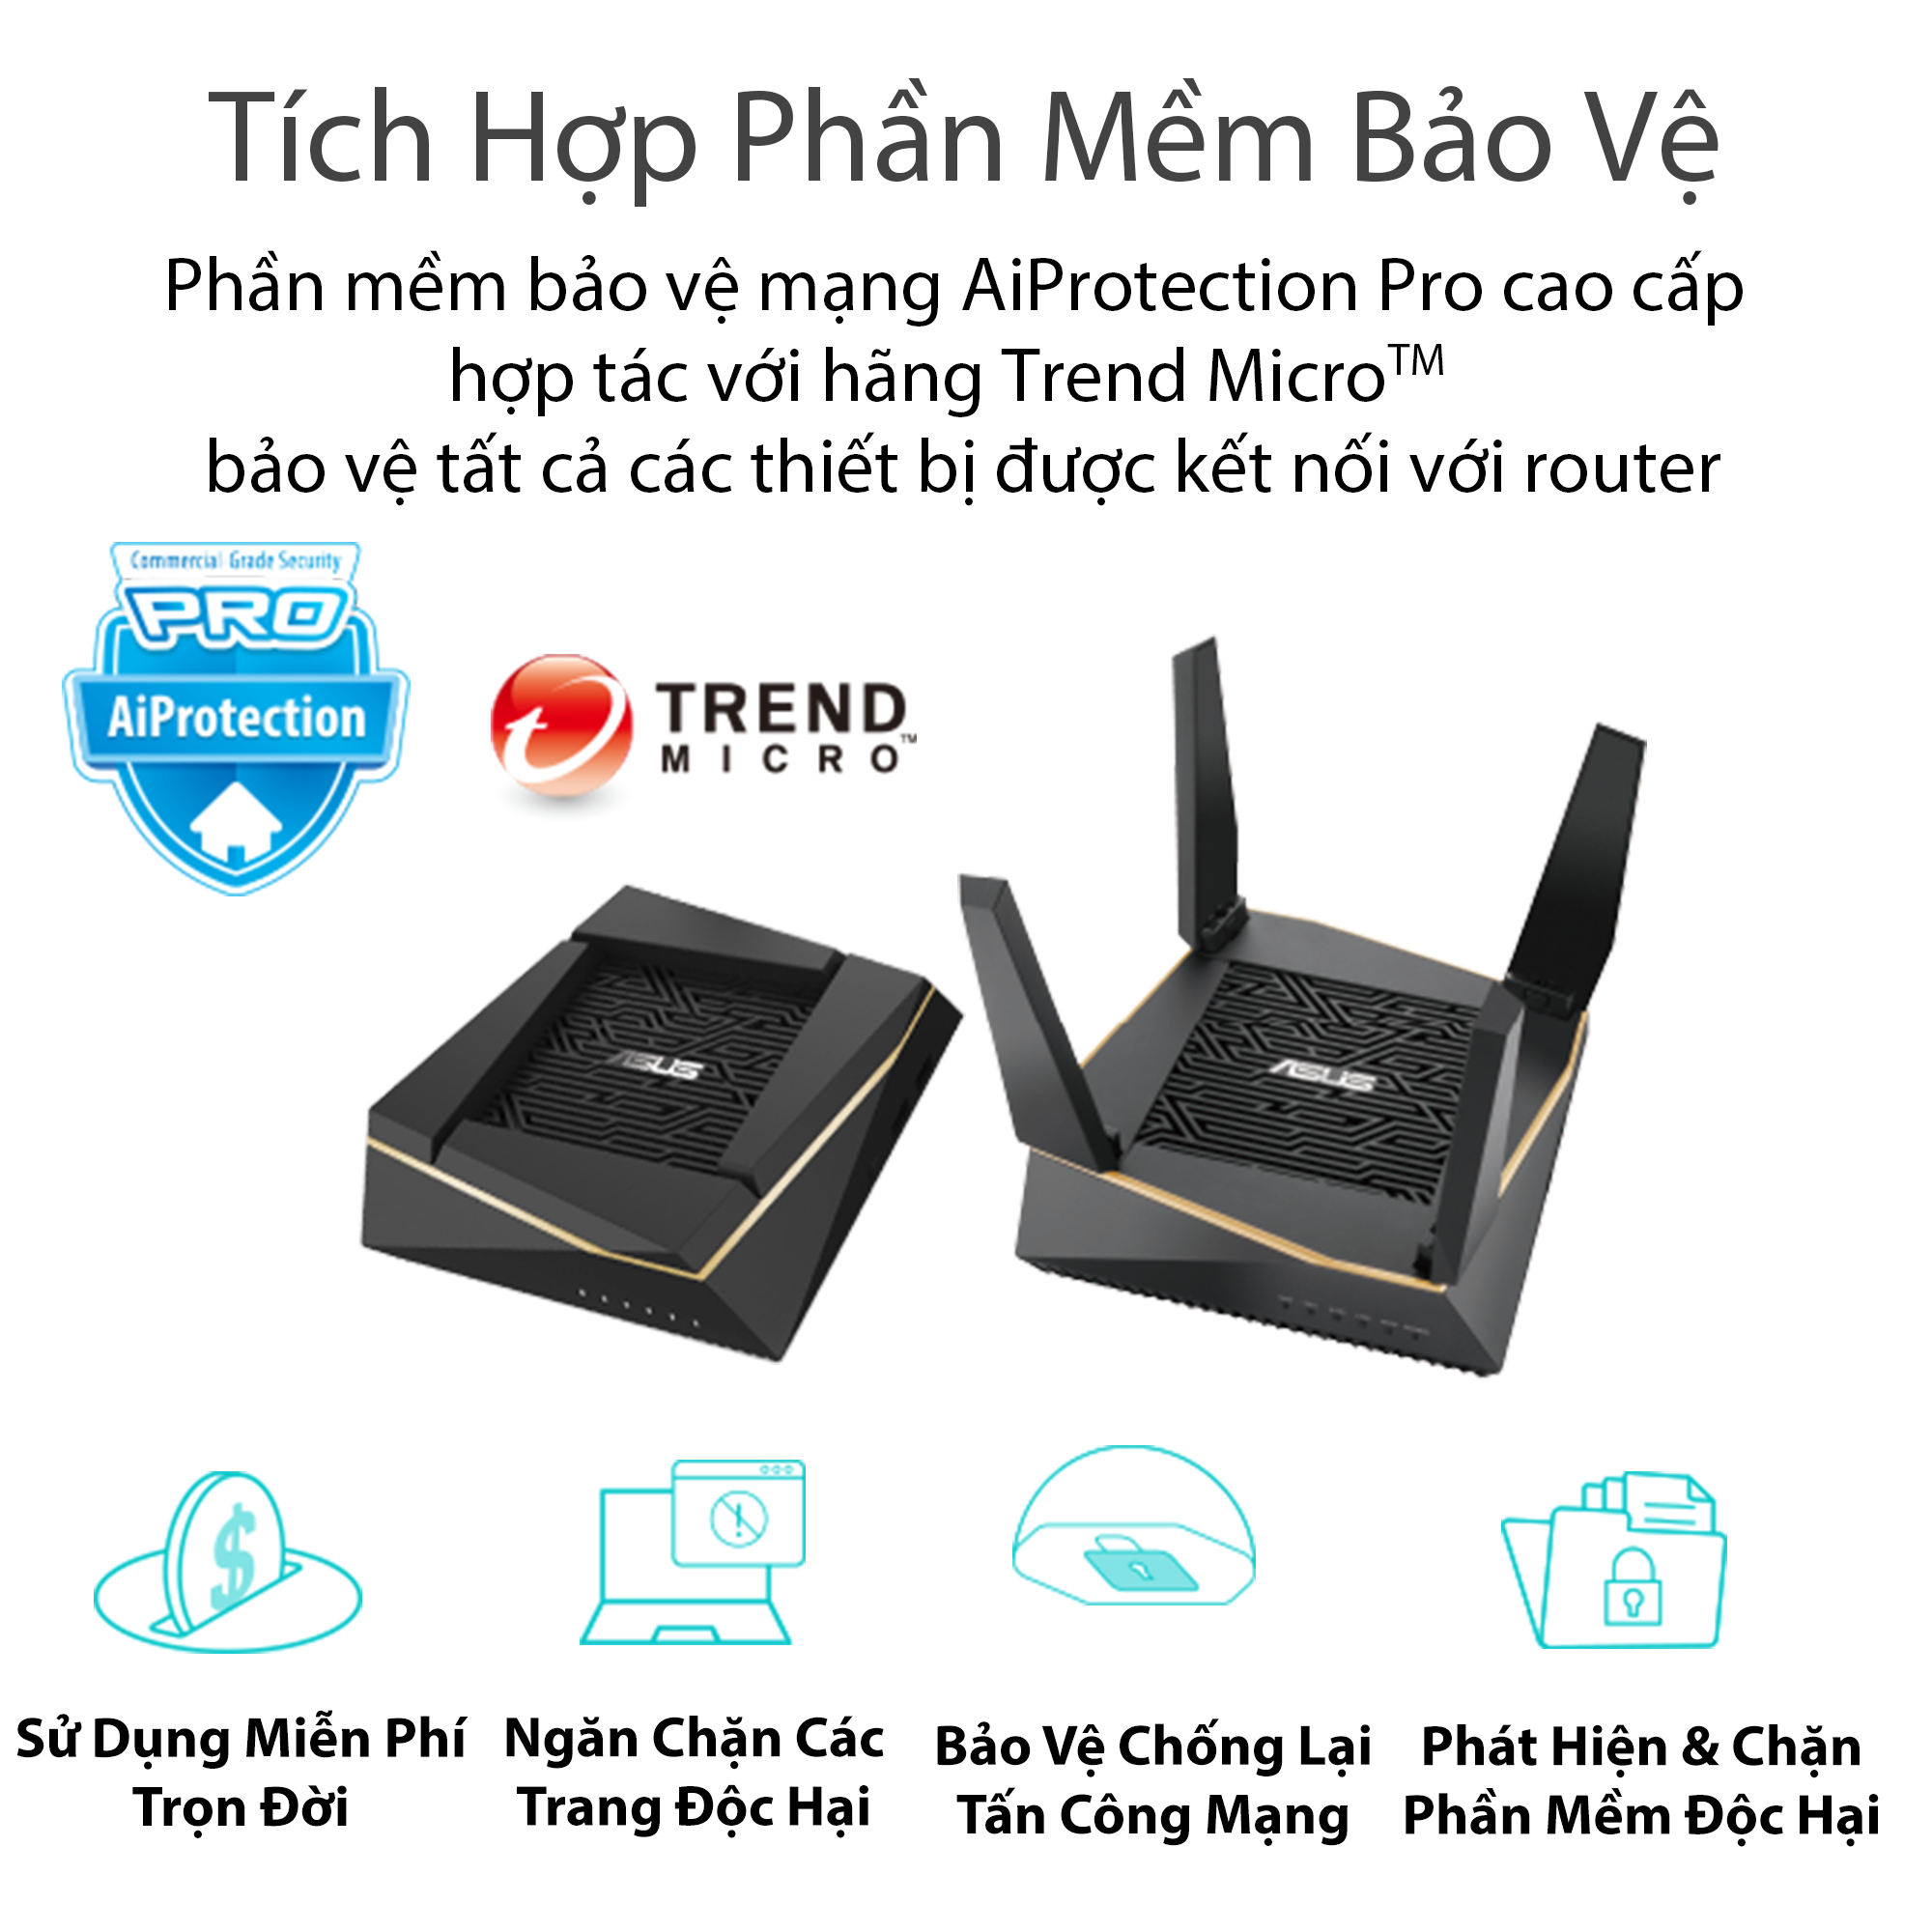 Tích Hợp Phần Mềm Bảo Vệ
Phần mềm bảo vệ mạng AiProtection Pro cao cấp
hợp tác với hãng Trend Micro™
bảo vệ tất cả các thiết bị được kết nối với router
Commercial Grade Security
PRO
AiProtection
TREND
MICRO™
ASUS
ASUS
$
Sử Dụng Miễn Phí
Trọn Đời
Ngăn Chặn Các
Trang Độc Hại
Bảo Vệ Chống Lại
Tấn Công Mạng
Phát Hiện & Chặn
Phần Mềm Độc Hại